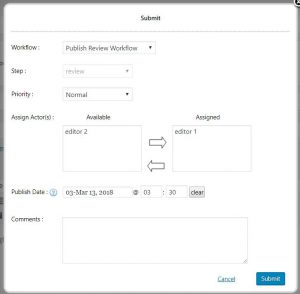 Submit
Workflow : Publish Review Workflow
Step : review
Priority : Normal
Assign Actor(s) : Available Assigned
editor 2 editor 1
Publish Date : ? 03-Mar 13, 2018 @ 03 : 30 clear
Comments :
Cancel Submit